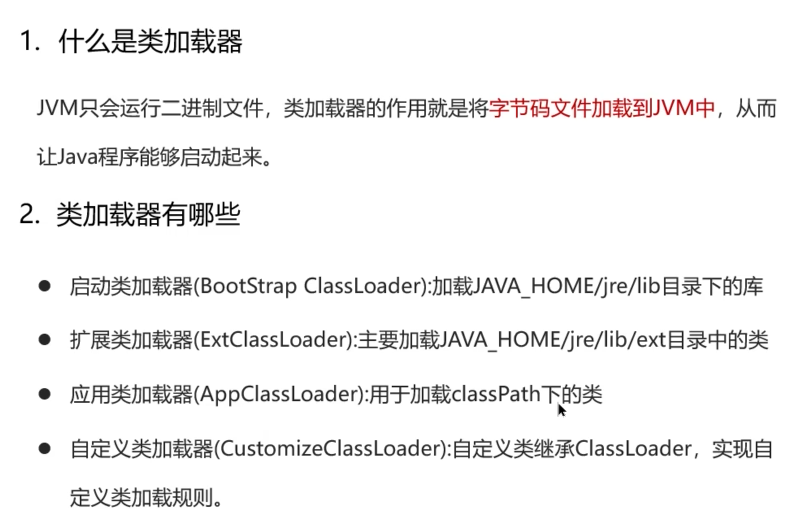 1. 什么是类加载器
JVM只会运行二进制文件，类加载器的作用就是将字节码文件加载到JVM中，从而
让Java程序能够启动起来。
2. 类加载器有哪些
● 启动类加载器(BootStrap ClassLoader):加载JAVA_HOME/jre/lib目录下的库
● 扩展类加载器(ExtClassLoader):主要加载JAVA_HOME/jre/lib/ext目录中的类
● 应用类加载器(AppClassLoader):用于加载classPath下的类
● 自定义类加载器(CustomizeClassLoader):自定义类继承ClassLoader，实现自
定义类加载规则。